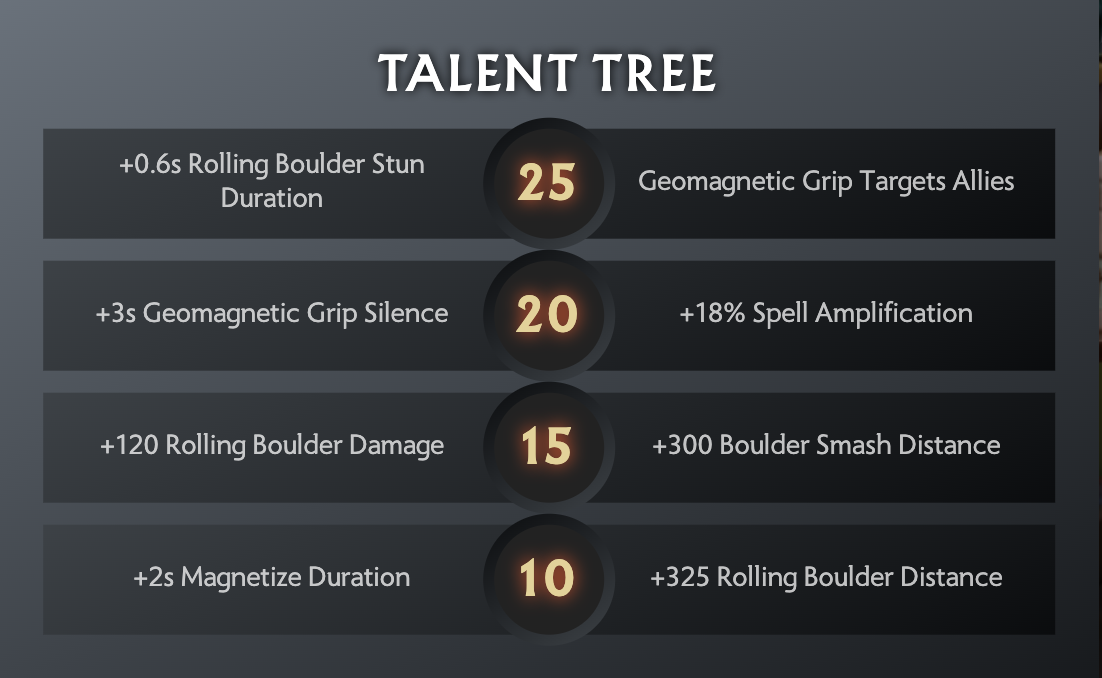 TALENT TREE
+0.6s Rolling Boulder Stun
Duration
25
Geomagnetic Grip Targets Allies
+3s Geomagnetic Grip Silence
20
+18% Spell Amplification
+120 Rolling Boulder Damage
15
+300 Boulder Smash Distance
+2s Magnetize Duration
10
+325 Rolling Boulder Distance